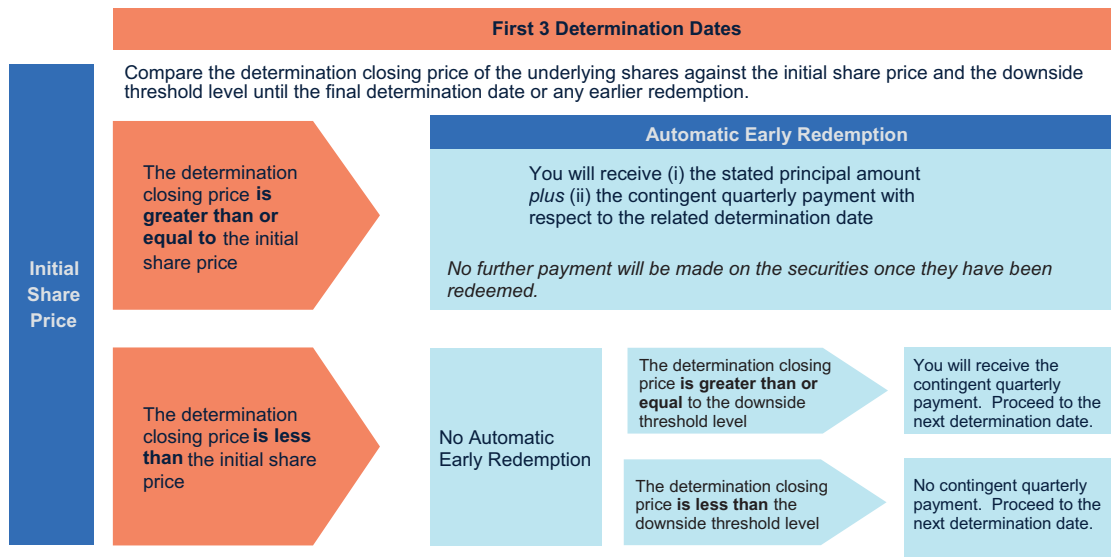 First 3 Determination Dates
Compare the determination closing price of the underlying shares against the initial share price and the downside
threshold level until the final determination date or any earlier redemption.
Initial
Share
Price
The determination
closing price is
greater than or
equal to the initial
share price
Automatic Early Redemption
You will receive (i) the stated principal amount
plus (ii) the contingent quarterly payment with
respect to the related determination date
No further payment will be made on the securities once they have been
redeemed.
The determination
closing price is less
than the initial share
price
No Automatic
Early Redemption
The determination closing
price is greater than or
equal to the downside
threshold level
You will receive the
contingent quarterly
payment.  Proceed to the
next determination date.
The determination closing
price is less than the
downside threshold level
No contingent quarterly
payment.  Proceed to the
next determination date.